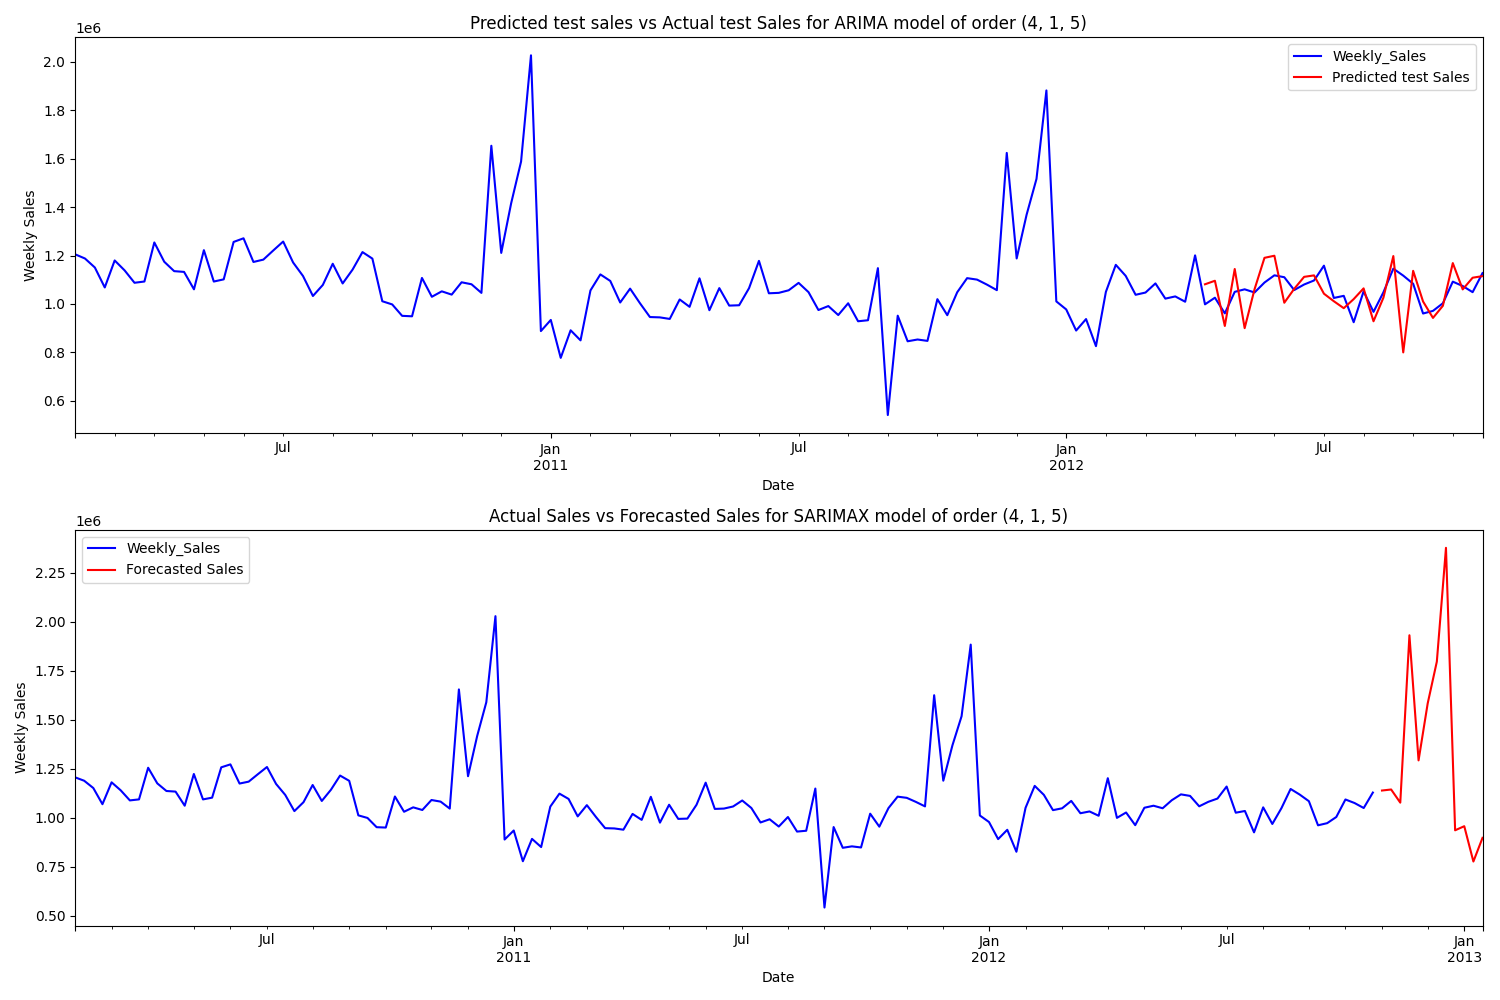 Predicted test sales vs Actual test Sales for ARIMA model of order (4, 1, 5)
1e6
Weekly_Sales
Predicted test Sales
2.0
1.8
1.6
1.4
1.2
1.0
0.8
0.6
Weekly Sales
Jul
Jan
2011
Jul
Jan
2012
Jul
Date
Actual Sales vs Forecasted Sales for SARIMAX model of order (4, 1, 5)
1e6
Weekly_Sales
Forecasted Sales
2.25
2.00
1.75
1.50
1.25
1.00
0.75
0.50
Weekly Sales
Jul
Jan
2011
Jul
Jan
2012
Jul
Jan
2013
Date